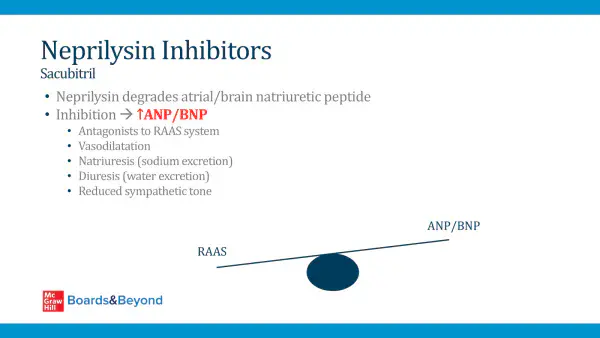 Neprilysin Inhibitors
Sacubitril
• Neprilysin degrades atrial/brain natriuretic peptide
• Inhibition → ↑ANP/BNP
• Antagonists to RAAS system
• Vasodilatation
• Natriuresis (sodium excretion)
• Diuresis (water excretion)
• Reduced sympathetic tone
ANP/BNP
RAAS
Mc
Graw
Hill
Boards&Beyond